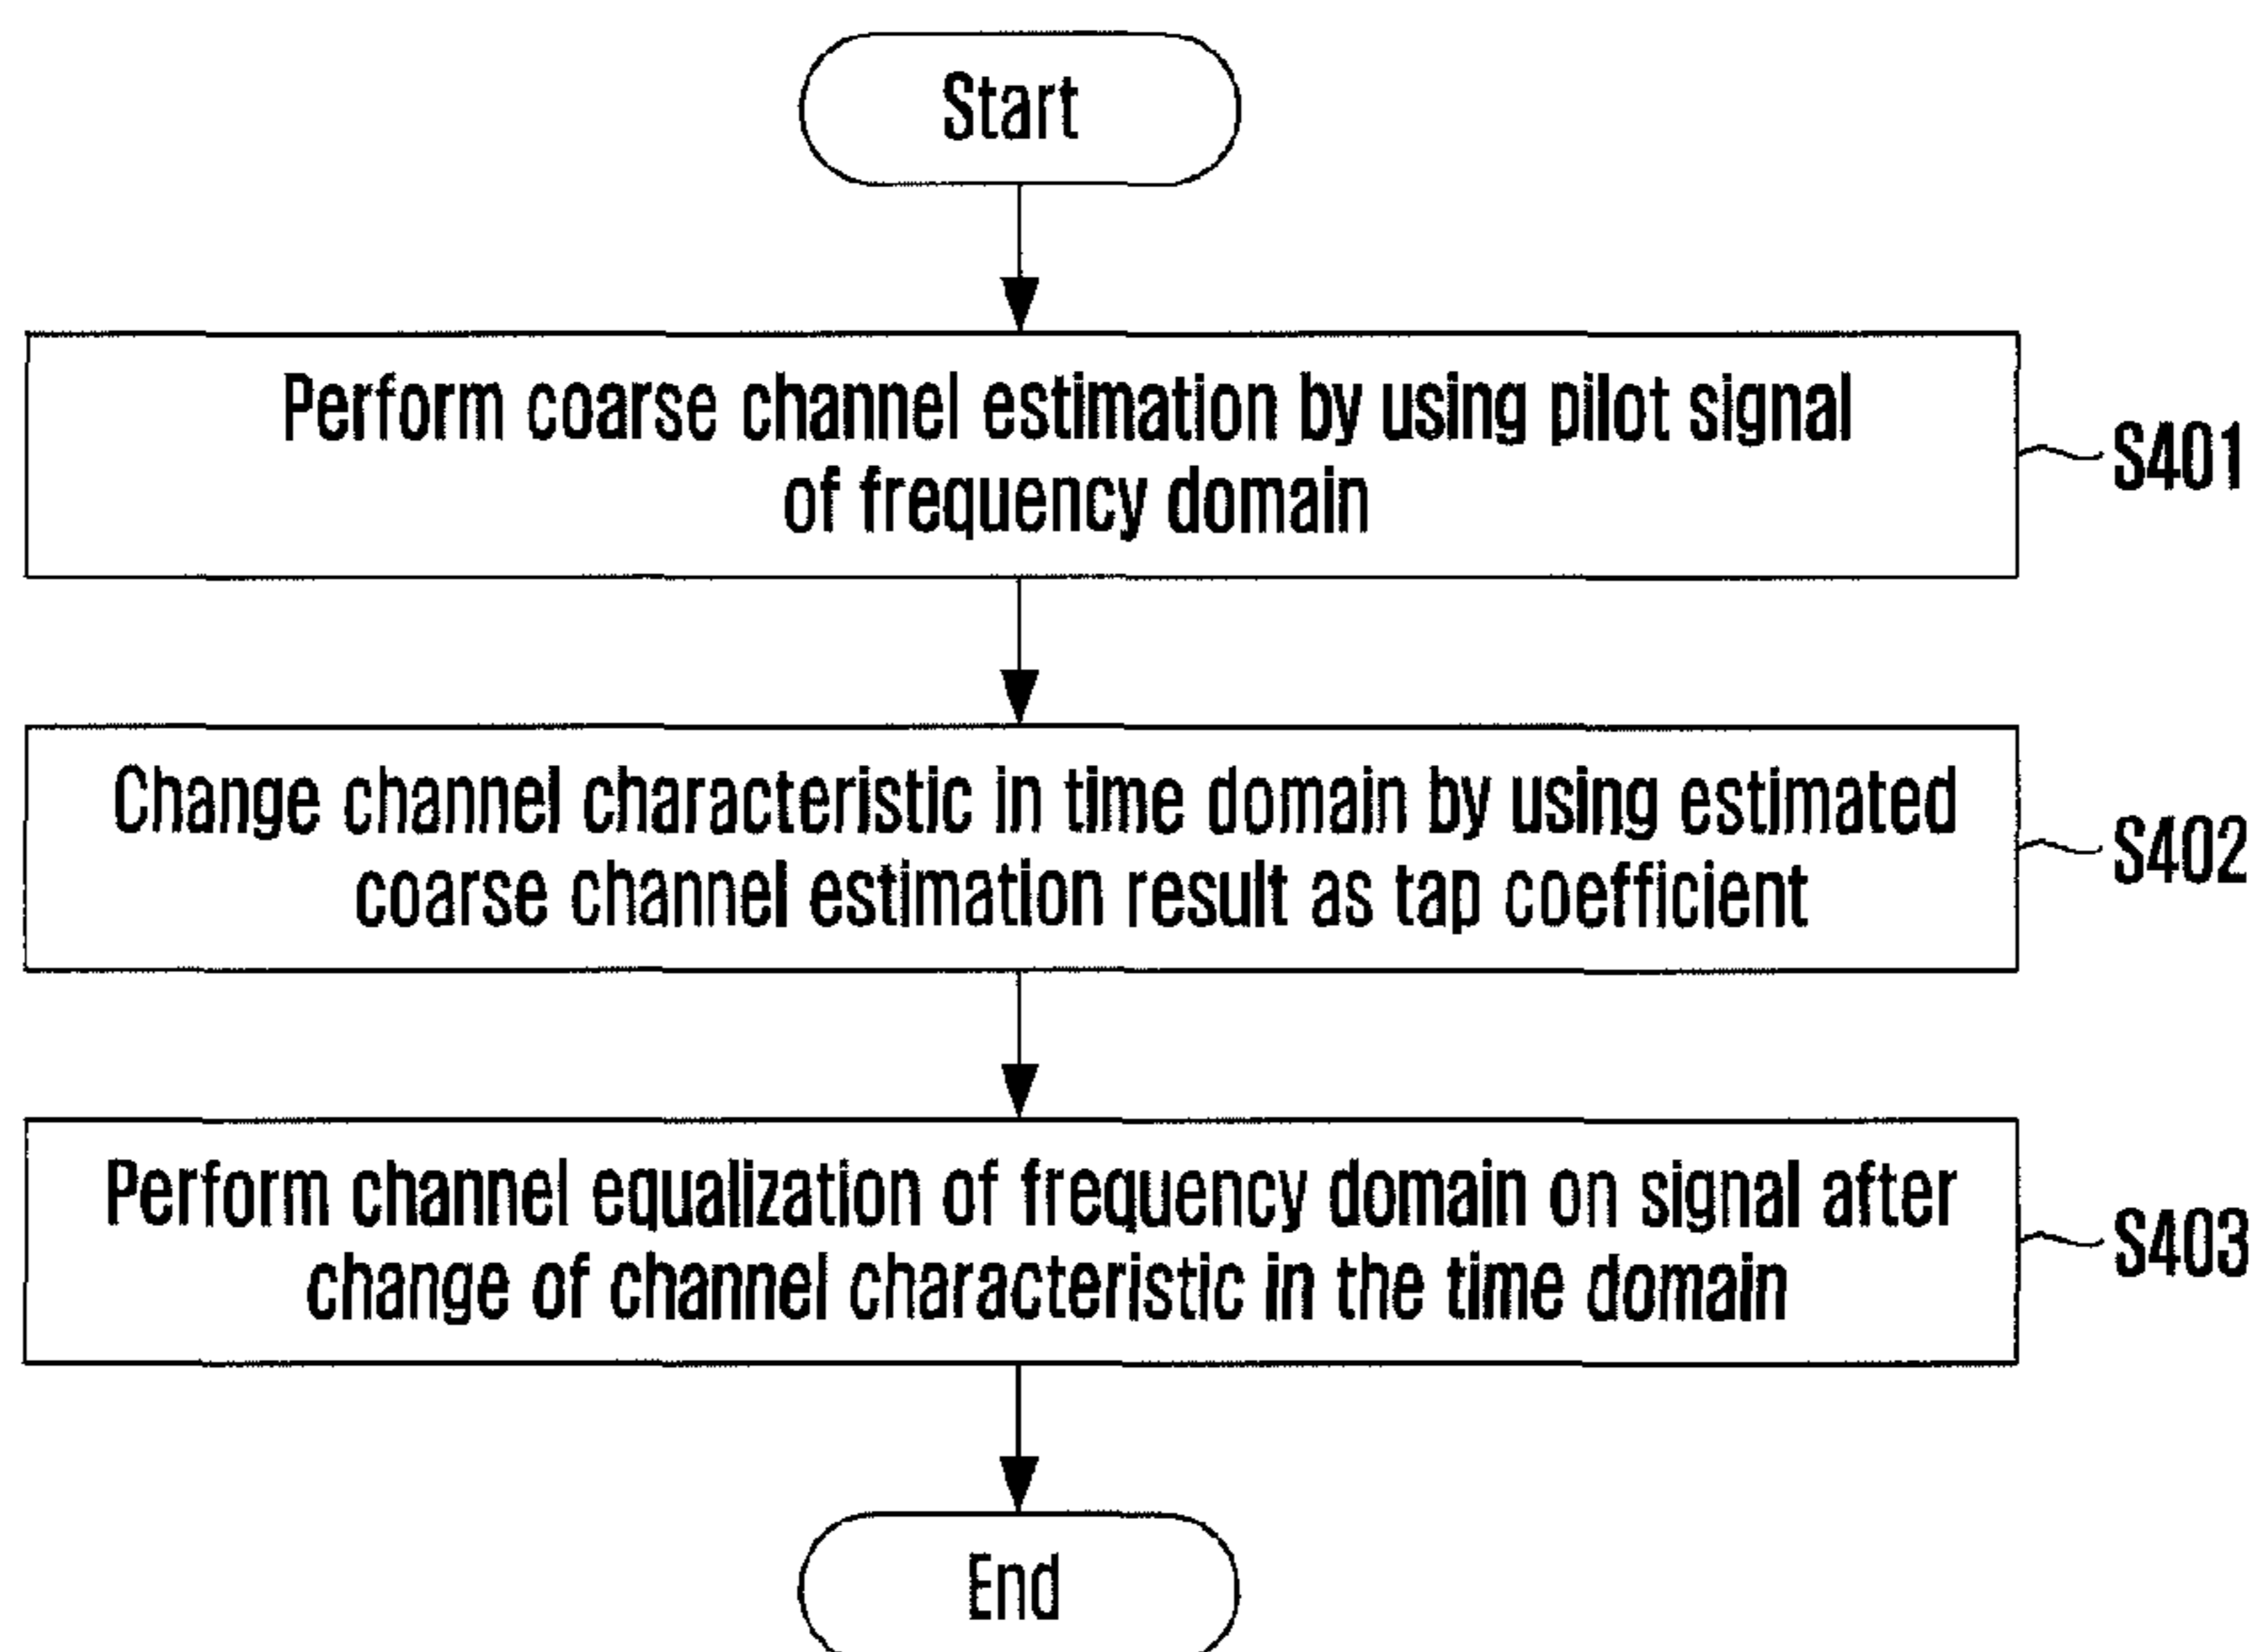 Start
Perform coarse channel estimation by using pilot signal
of frequency domain
S401
Change channel characteristic in time domain by using estimated
coarse channel estimation result as tap coefficient
S402
Perform channel equalization of frequency domain on signal after
change of channel characteristic in the time domain
S403
End